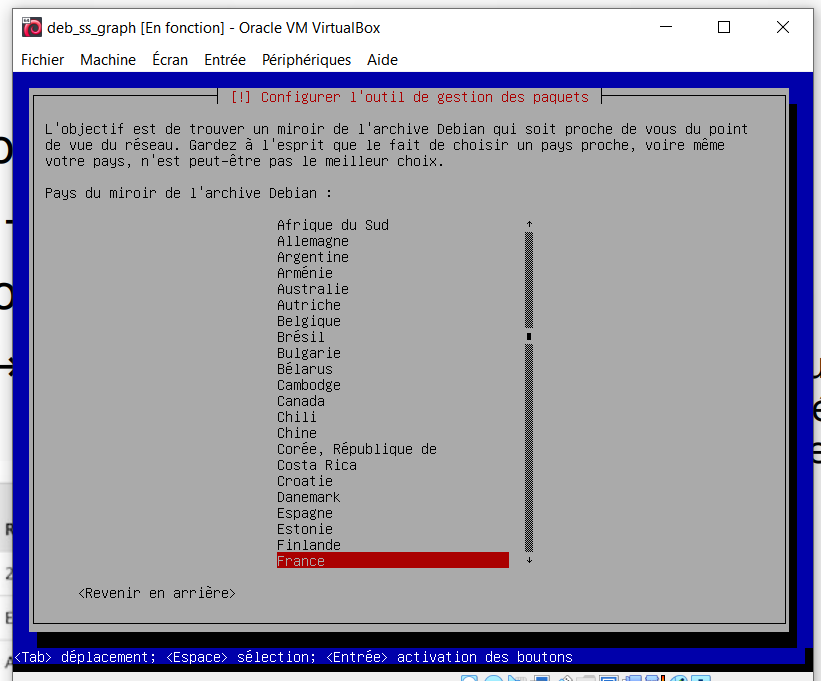 deb_ss_graph [En fonction] - Oracle VM VirtualBox
Fichier Machine Écran Entrée Périphériques Aide
[!] Configurer l'outil de gestion des paquets
L'objectif est de trouver un miroir de l'archive Debian qui soit proche de vous du point
de vue du réseau. Gardez à l'esprit que le fait de choisir un pays proche, voire même
votre pays, n'est peut-être pas le meilleur choix.
Pays du miroir de l'archive Debian :
Afrique du Sud
Allemagne
Argentine
Arménie
Australie
Autriche
Belgique
Brésil
Bulgarie
Bélarus
Cambodge
Canada
Chili
Chine
Corée, République de
Costa Rica
Croatie
Danemark
Espagne
Estonie
Finlande
France
<Revenir en arrière>
<Tab> déplacement; <Espace> sélection; <Entrée> activation des boutons